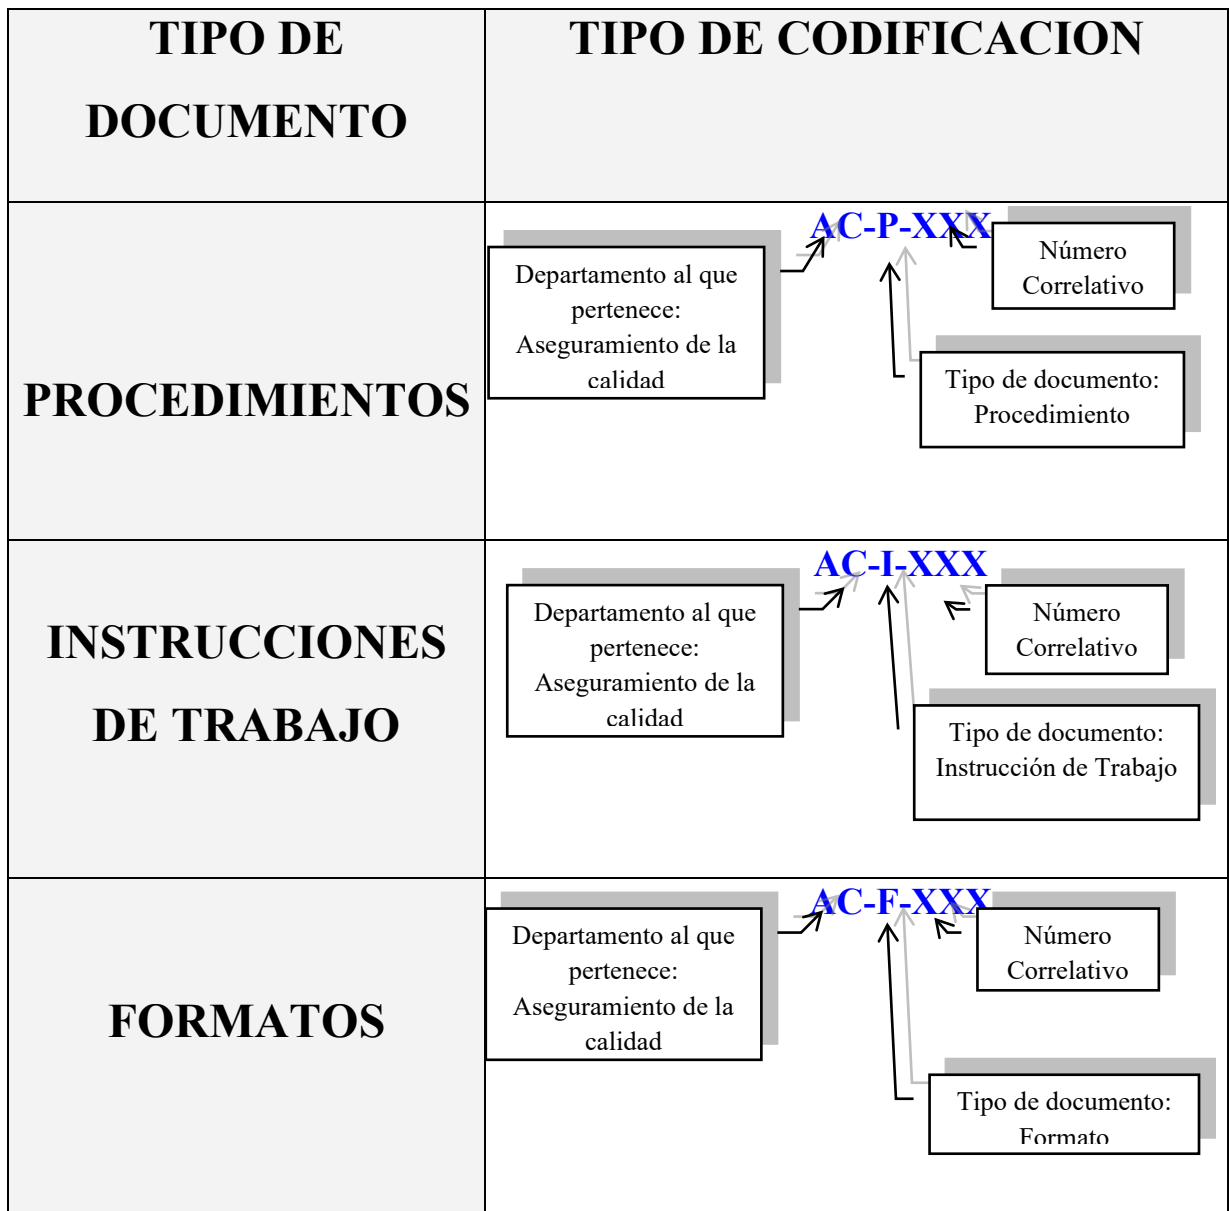 TIPO DE
DOCUMENTO
TIPO DE CODIFICACION
PROCEDIMIENTOS
AC-P-XXX
Departamento al que
pertenece:
Aseguramiento de la
calidad
Número
Correlativo
Tipo de documento:
Procedimiento
INSTRUCCIONES
DE TRABAJO
AC-I-XXX
Departamento al que
pertenece:
Aseguramiento de la
calidad
Número
Correlativo
Tipo de documento:
Instrucción de Trabajo
FORMATOS
AC-F-XXX
Departamento al que
pertenece:
Aseguramiento de la
calidad
Número
Correlativo
Tipo de documento:
Formato